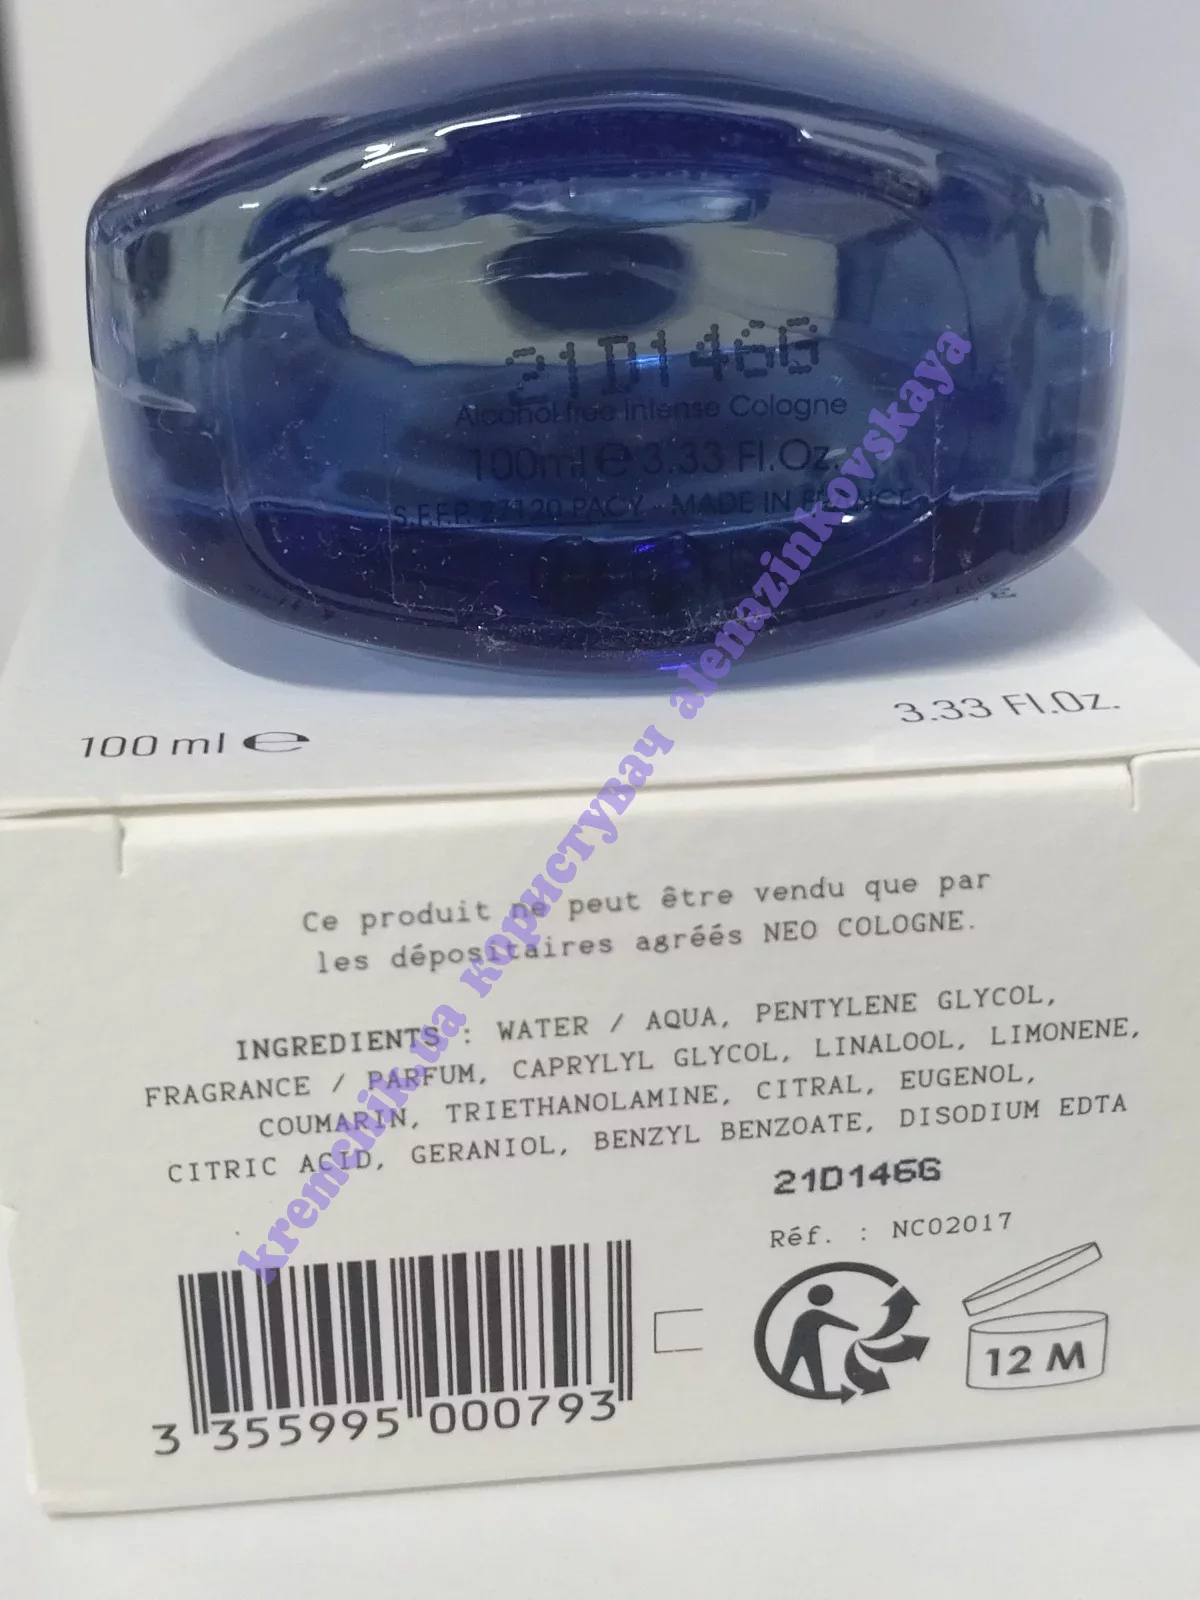 21D146G
Alcohol-free Intense Cologne
100ml e 3.33 Fl.Oz.
S.F.F.P. 27120 PACY - MADE IN FRANCE
100 ml e
3.33 Fl.Oz.
Ce produit ne peut être vendu que par
les dépositaires agréés NEO COLOGNE.
INGREDIENTS : WATER / AQUA, PENTYLENE GLYCOL,
FRAGRANCE / PARFUM, CAPRYLYL GLYCOL, LINALOOL, LIMONENE,
COUMARIN, TRIETHANOLAMINE, CITRAL, EUGENOL,
CITRIC ACID, GERANIOL, BENZYL BENZOATE, DISODIUM EDTA
21D146G
Réf. : NC02017
12 M
3 355995 000793
kremchik.ua користувач alenazinkovskaya